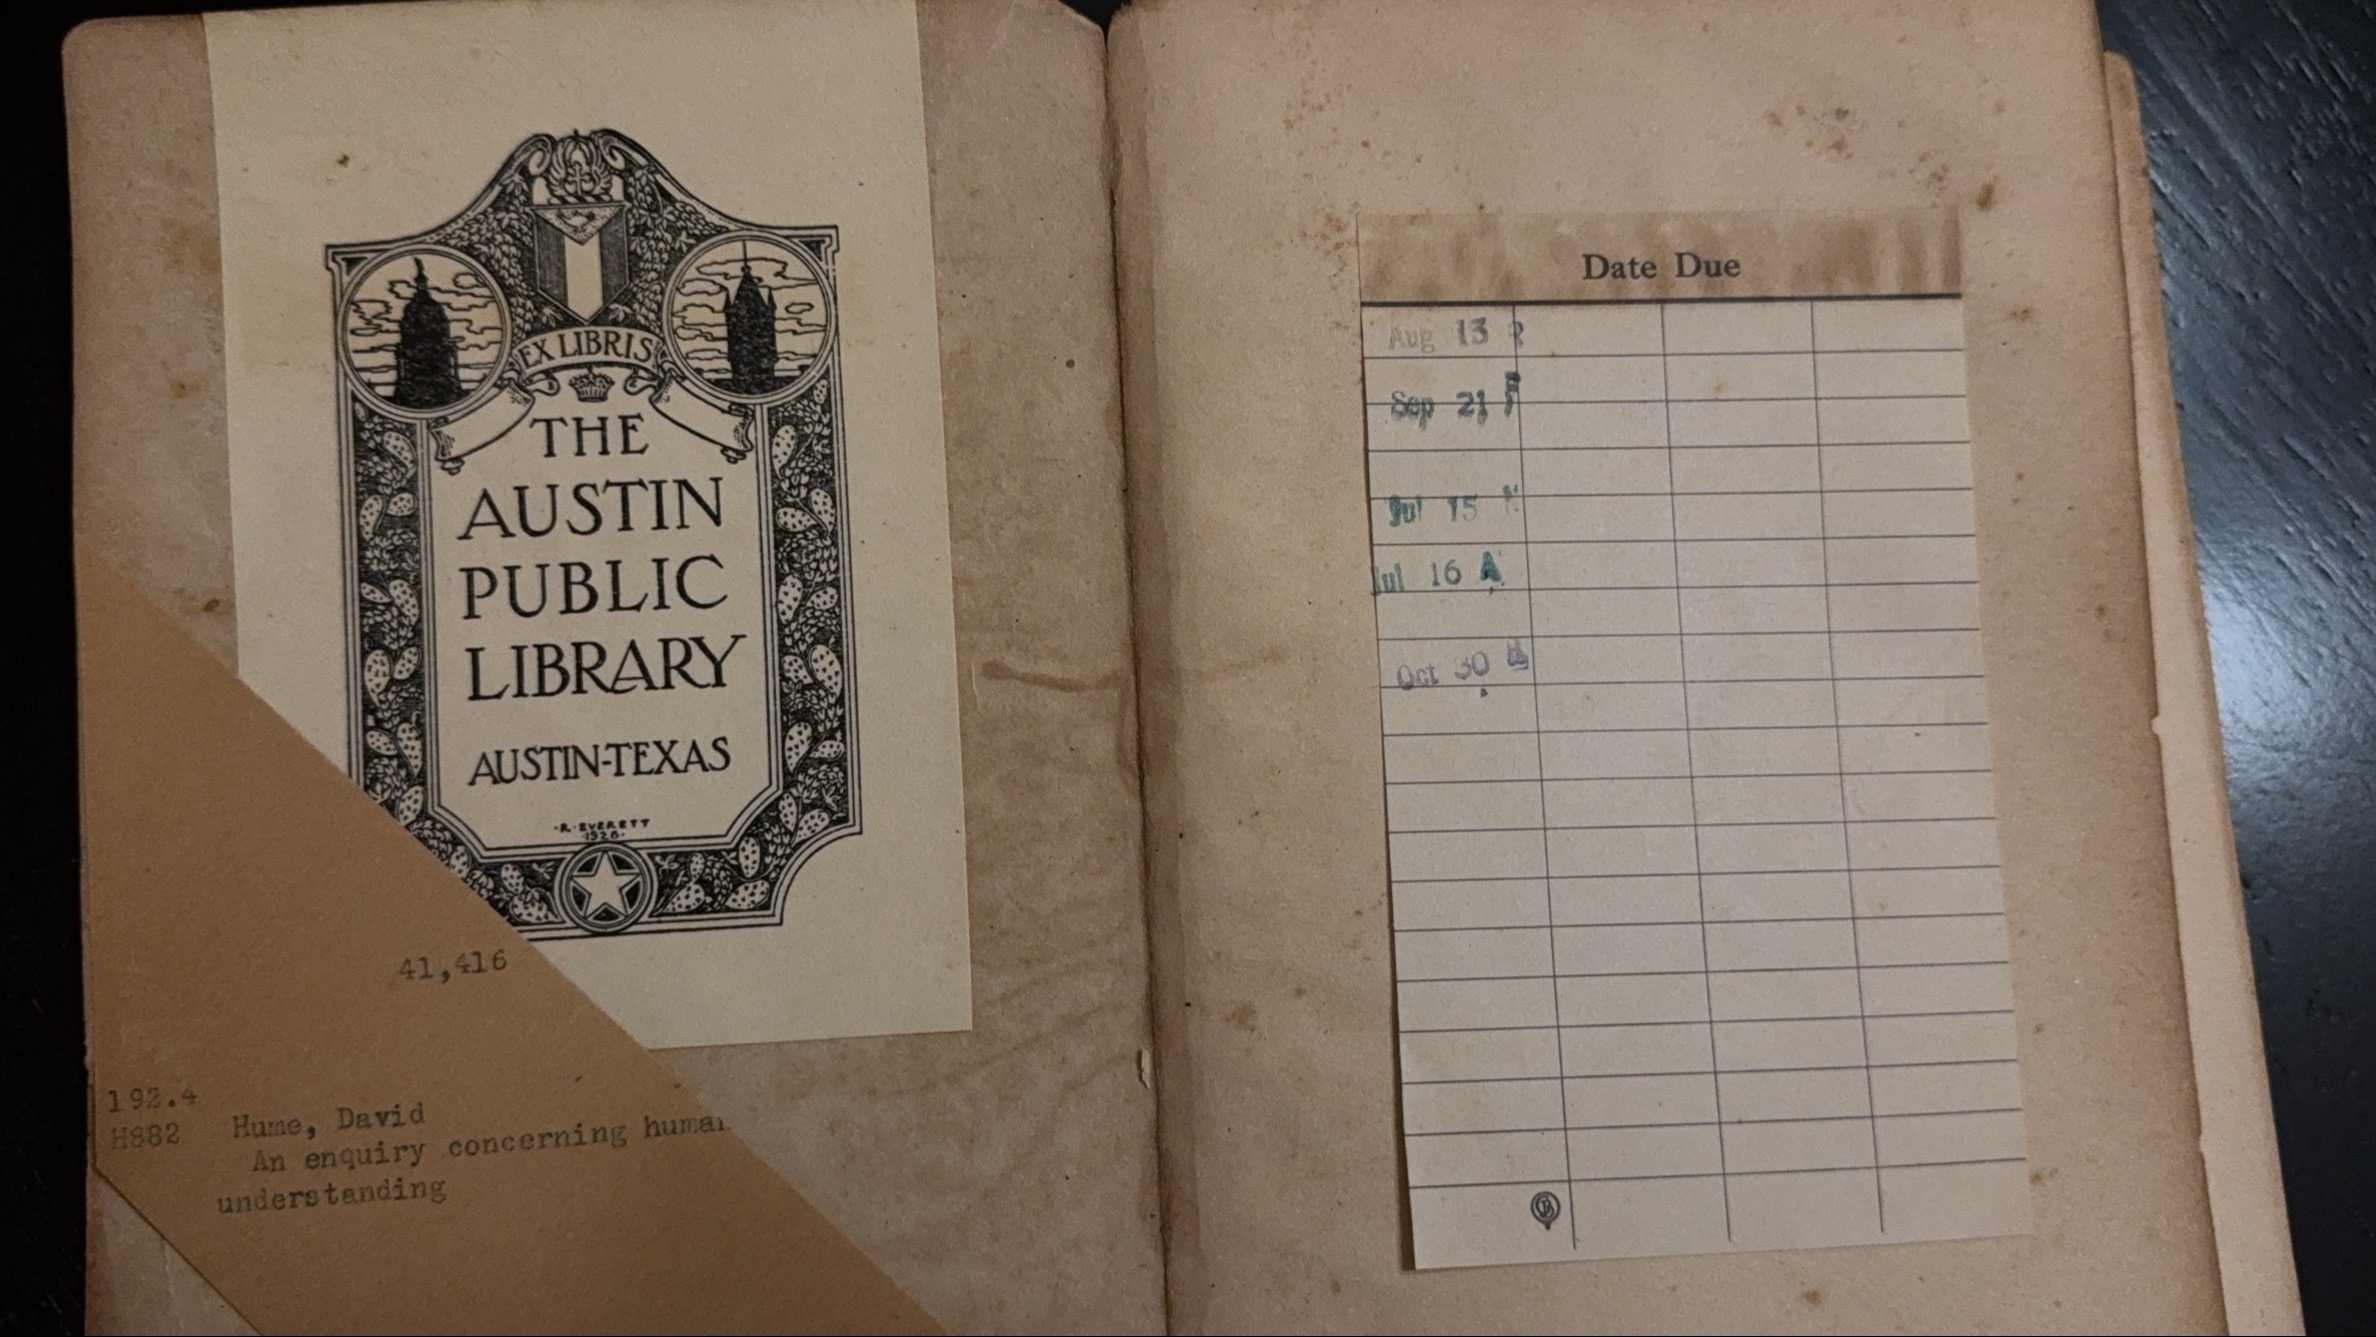 EX LIBRIS
THE
AUSTIN
PUBLIC
LIBRARY
AUSTIN-TEXAS
·R·EVERETT
1926·
41,416
192.4
H882
Hume, David
An enquiry concerning human
understanding
Date Due
Aug 13
Sep 21 F
Jul 15
Jul 16 A
Oct 30